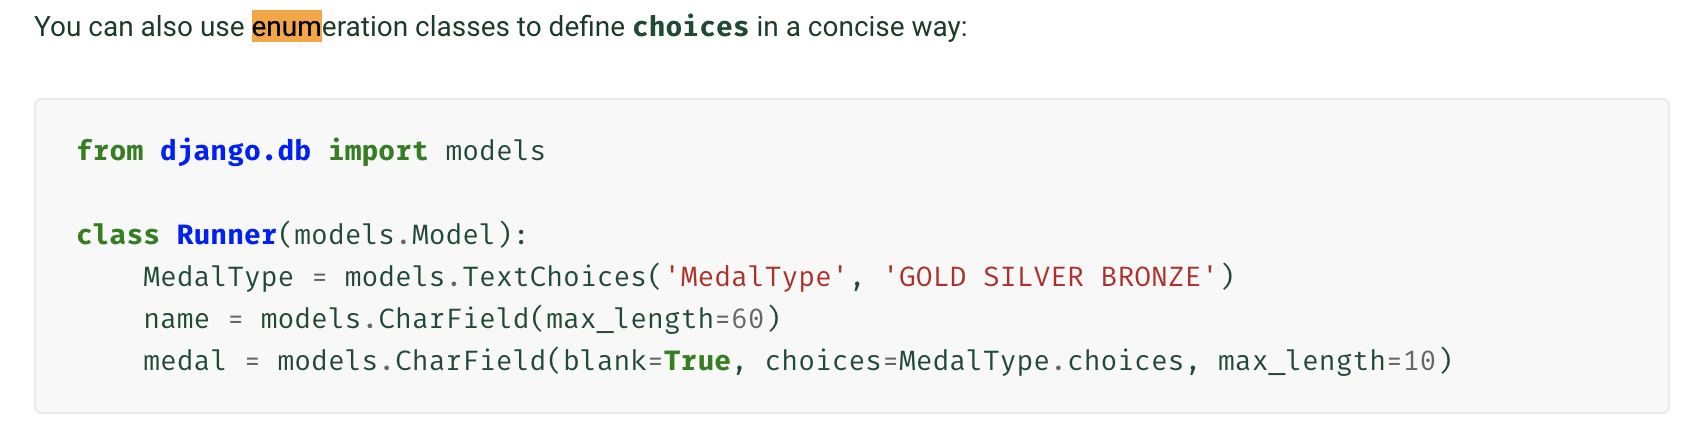 You can also use enumeration classes to define choices in a concise way:
from django.db import models
class Runner(models.Model):
    MedalType = models.TextChoices('MedalType', 'GOLD SILVER BRONZE')
    name = models.CharField(max_length=60)
    medal = models.CharField(blank=True, choices=MedalType.choices, max_length=10)